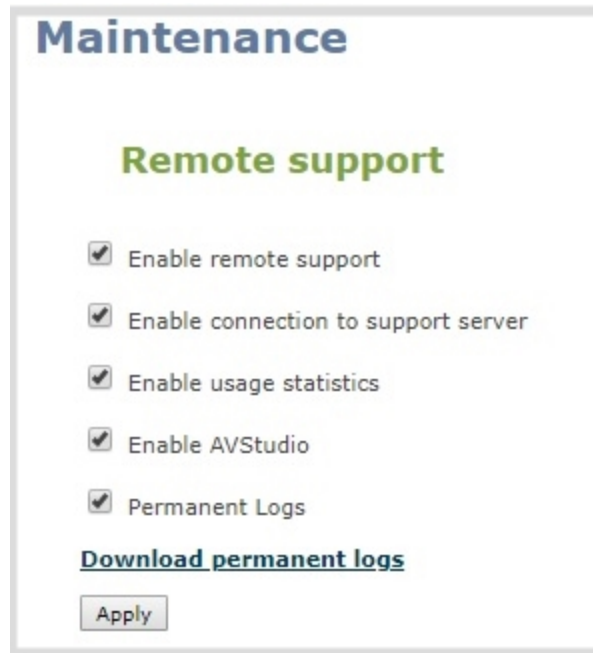 Maintenance
Remote support
Enable remote support
Enable connection to support server
Enable usage statistics
Enable AVStudio
Permanent Logs
Download permanent logs
Apply